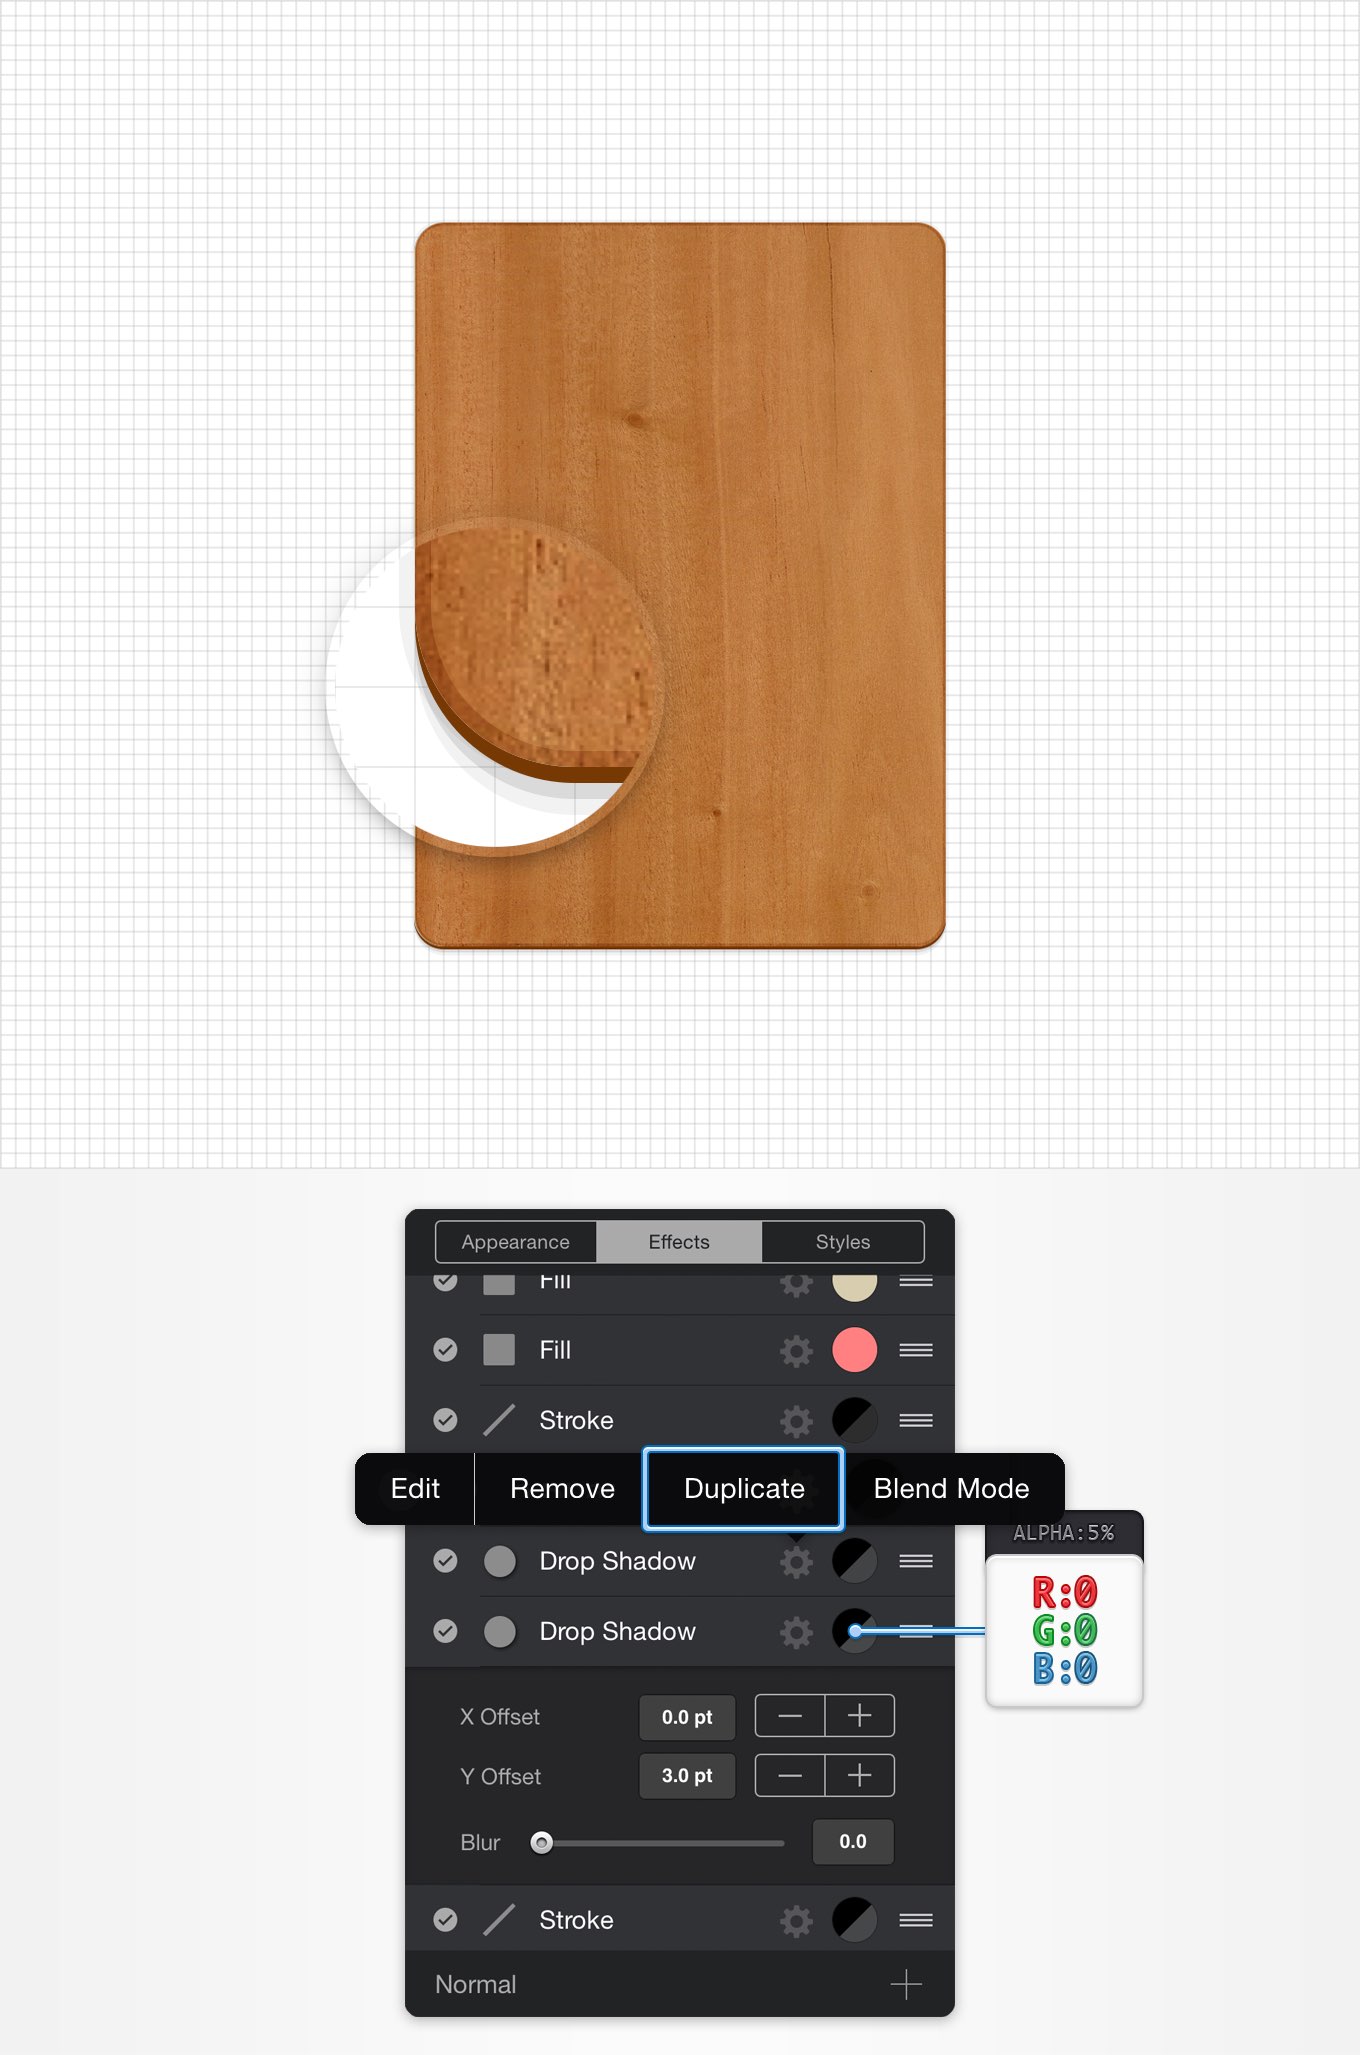 Appearance Effects Styles
Fill
Fill
Stroke
Edit Remove Duplicate Blend Mode
ALPHA:5%
Drop Shadow
R:0
G:0
B:0
Drop Shadow
X Offset 0.0 pt
Y Offset 3.0 pt
Blur 0.0
Stroke
Normal